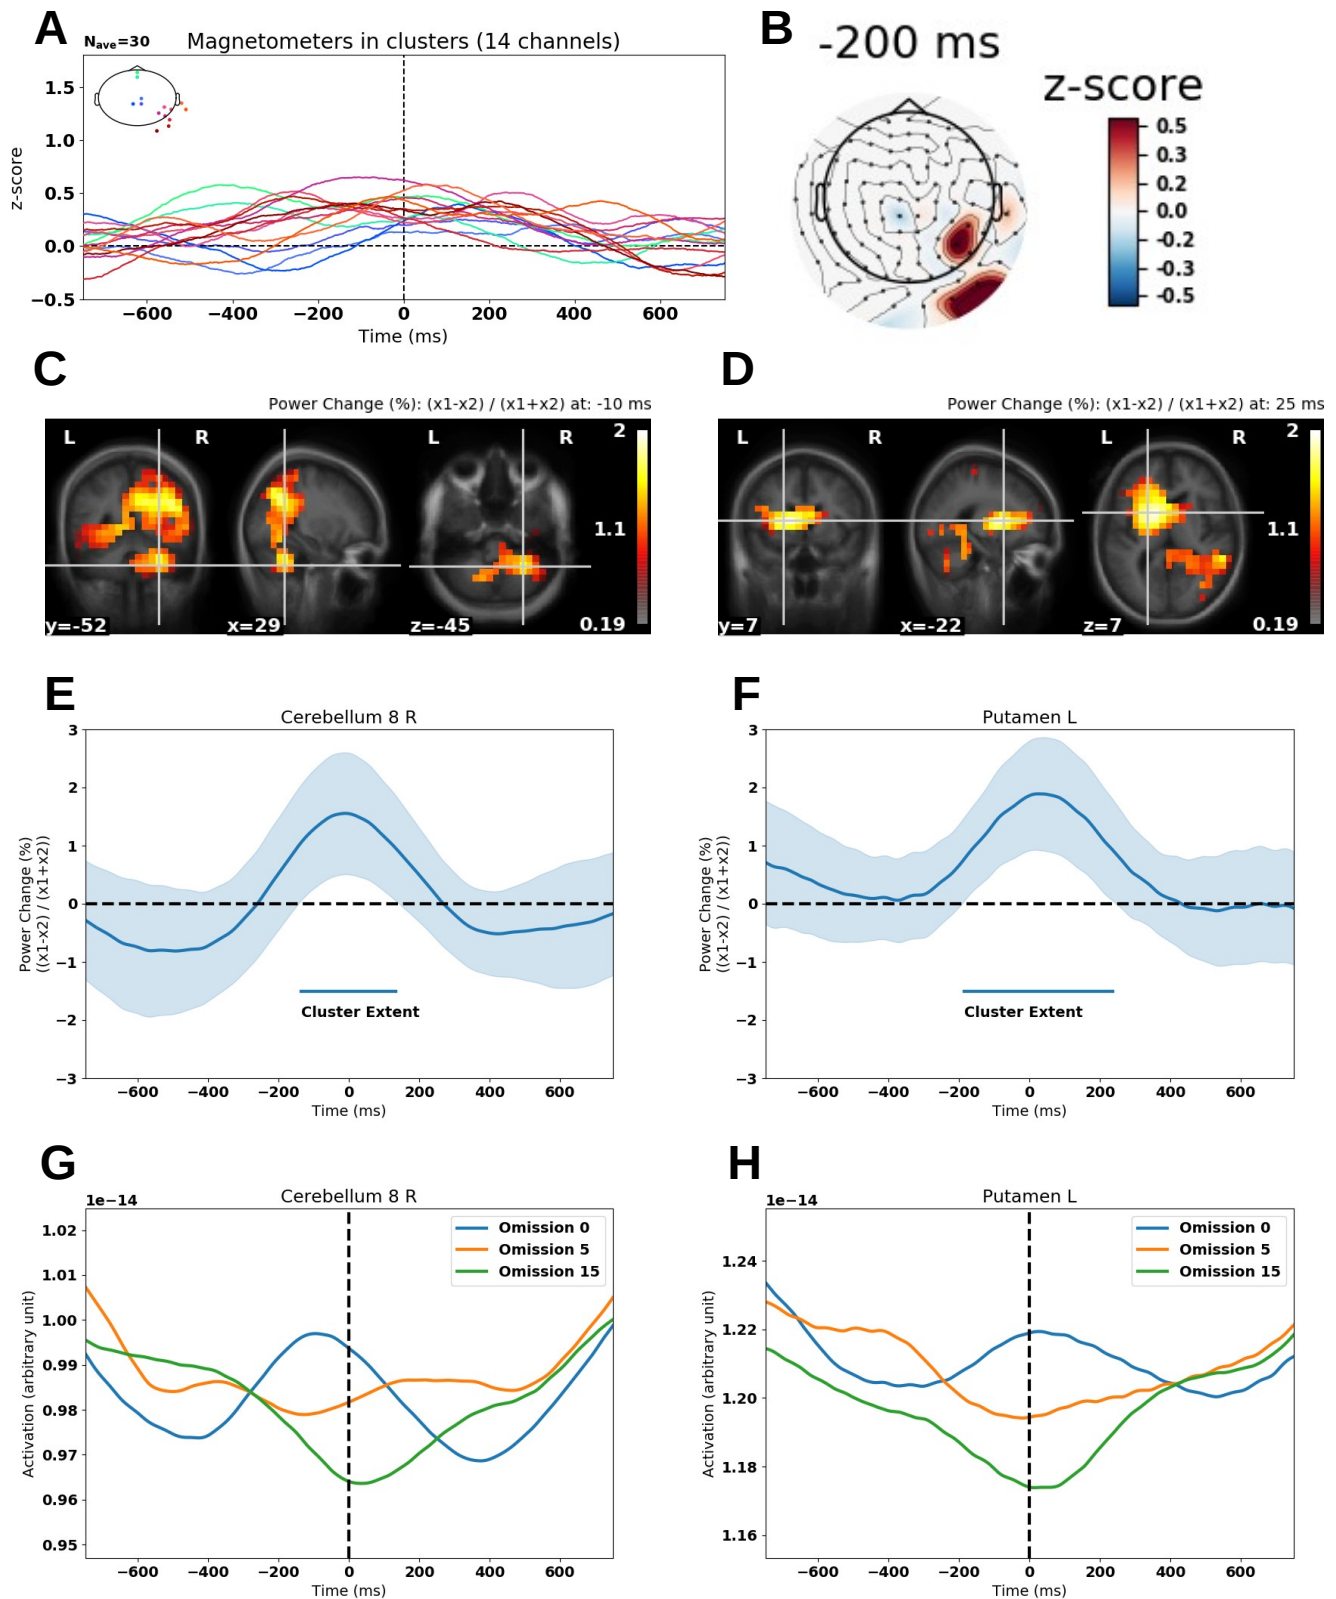 A
N_ave=30
Magnetometers in clusters (14 channels)
1.5
1.0
0.5
0.0
−0.5
z-score
−600 −400 −200 0 200 400 600
Time (ms)
B
-200 ms
z-score
0.5
0.3
0.2
0.0
-0.2
-0.3
-0.5
C
Power Change (%): (x1-x2) / (x1+x2) at: -10 ms
L R L R
2
1.1
0.19
y=-52 x=29 z=-45
D
Power Change (%): (x1-x2) / (x1+x2) at: 25 ms
L R L R
2
1.1
0.19
y=7 x=-22 z=7
E
Cerebellum 8 R
3
2
1
0
−1
−2
−3
Power Change (%)
((x1-x2) / (x1+x2))
Cluster Extent
−600 −400 −200 0 200 400 600
Time (ms)
F
Putamen L
3
2
1
0
−1
−2
−3
Power Change (%)
((x1-x2) / (x1+x2))
Cluster Extent
−600 −400 −200 0 200 400 600
Time (ms)
G
1e−14
Cerebellum 8 R
Omission 0
Omission 5
Omission 15
1.02
1.01
1.00
0.99
0.98
0.97
0.96
0.95
Activation (arbitrary unit)
−600 −400 −200 0 200 400 600
Time (ms)
H
1e−14
Putamen L
Omission 0
Omission 5
Omission 15
1.24
1.22
1.20
1.18
1.16
Activation (arbitrary unit)
−600 −400 −200 0 200 400 600
Time (ms)